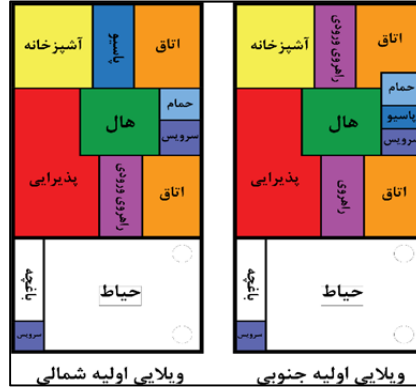 آشپزخانه
راهروی ورودی
اتاق
حمام
پاسیو
سرویس
هال
پذیرایی
راهروی
اتاق
باغچه
حیاط
سرویس
ویلایی اولیه جنوبی
آشپزخانه
پاسیو
اتاق
حمام
سرویس
هال
پذیرایی
راهروی ورودی
اتاق
باغچه
حیاط
سرویس
ویلایی اولیه شمالی